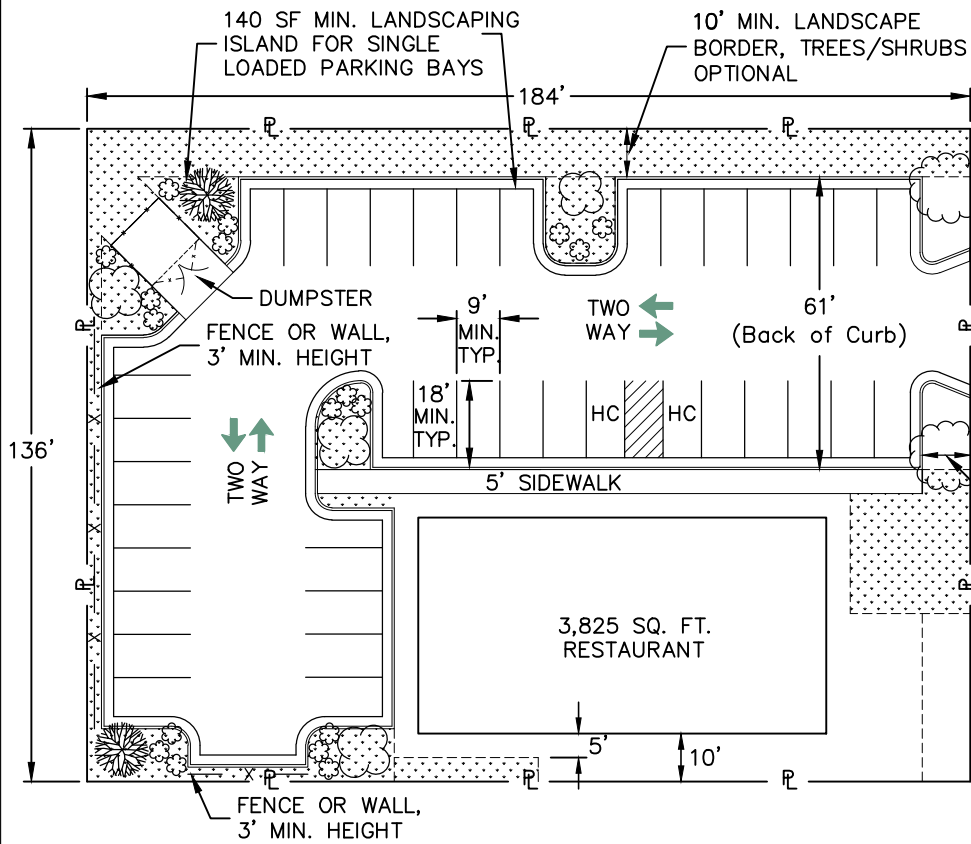 140 SF MIN. LANDSCAPING
ISLAND FOR SINGLE
LOADED PARKING BAYS
10' MIN. LANDSCAPE
BORDER, TREES/SHRUBS
OPTIONAL
184'
PL
PL
PL
DUMPSTER
9'
MIN.
TYP.
TWO
WAY
61'
(Back of Curb)
PL
PL
FENCE OR WALL,
3' MIN. HEIGHT
18'
MIN.
TYP.
HC
HC
136'
TWO
WAY
5' SIDEWALK
X
X
PL
PL
3,825 SQ. FT.
RESTAURANT
X
5'
10'
X
PL
PL
PL
FENCE OR WALL,
3' MIN. HEIGHT